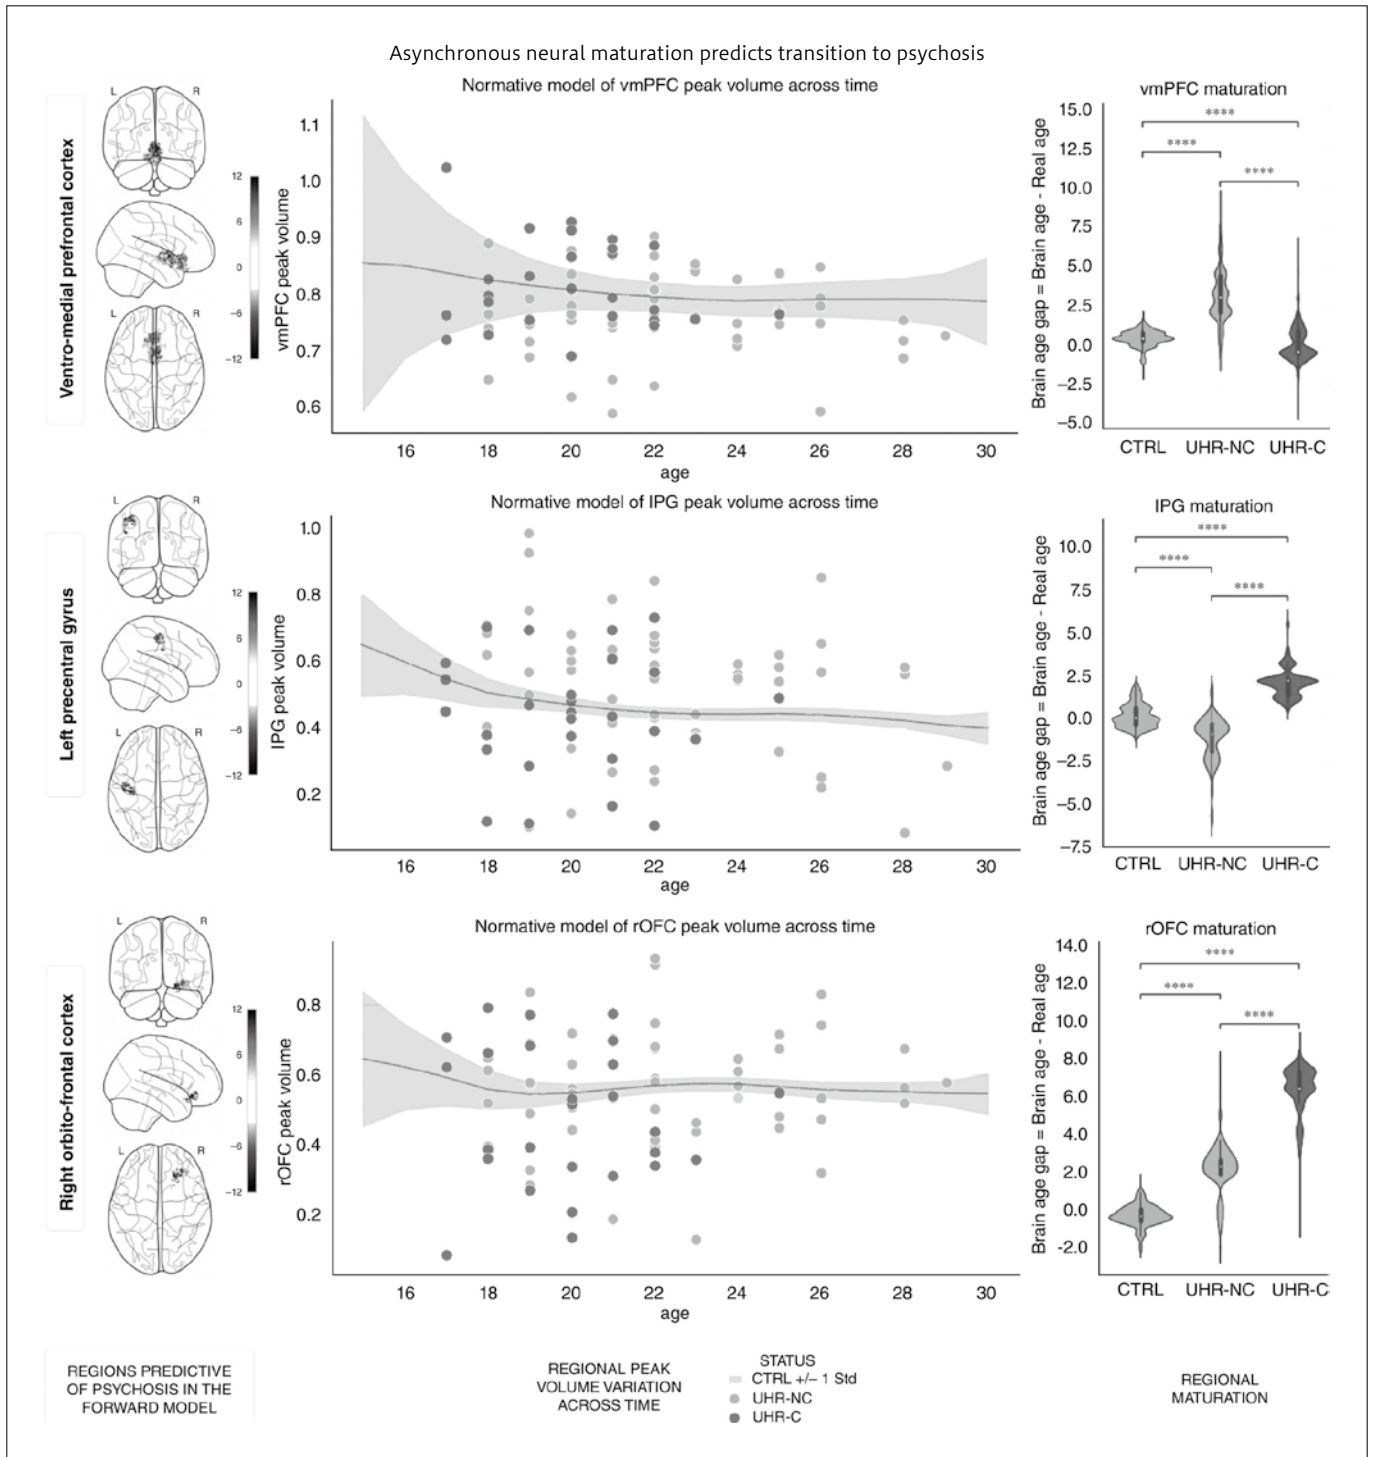 Asynchronous neural maturation predicts transition to psychosis
Ventro-medial prefrontal cortex
L R
L R
12
6
0
−6
−12
Normative model of vmPFC peak volume across time
vmPFC peak volume
1.1
1.0
0.9
0.8
0.7
0.6
16 18 20 22 24 26 28 30
age
vmPFC maturation
Brain age gap = Brain age - Real age
15.0
12.5
10.0
7.5
5.0
2.5
0.0
−2.5
−5.0
****
****
****
CTRL UHR-NC UHR-C
Left precentral gyrus
L R
L R
12
6
0
−6
−12
Normative model of lPG peak volume across time
lPG peak volume
1.0
0.8
0.6
0.4
0.2
16 18 20 22 24 26 28 30
age
lPG maturation
Brain age gap = Brain age - Real age
10.0
7.5
5.0
2.5
0.0
−2.5
−5.0
−7.5
****
****
****
CTRL UHR-NC UHR-C
Right orbito-frontal cortex
L R
L R
12
6
0
−6
−12
Normative model of rOFC peak volume across time
rOFC peak volume
0.8
0.6
0.4
0.2
16 18 20 22 24 26 28 30
age
rOFC maturation
Brain age gap = Brain age - Real age
14.0
12.0
10.0
8.0
6.0
4.0
2.0
0.0
-2.0
****
****
****
CTRL UHR-NC UHR-C
REGIONS PREDICTIVE
OF PSYCHOSIS IN THE
FORWARD MODEL
REGIONAL PEAK
VOLUME VARIATION
ACROSS TIME
STATUS
CTRL +/− 1 Std
UHR-NC
UHR-C
REGIONAL
MATURATION